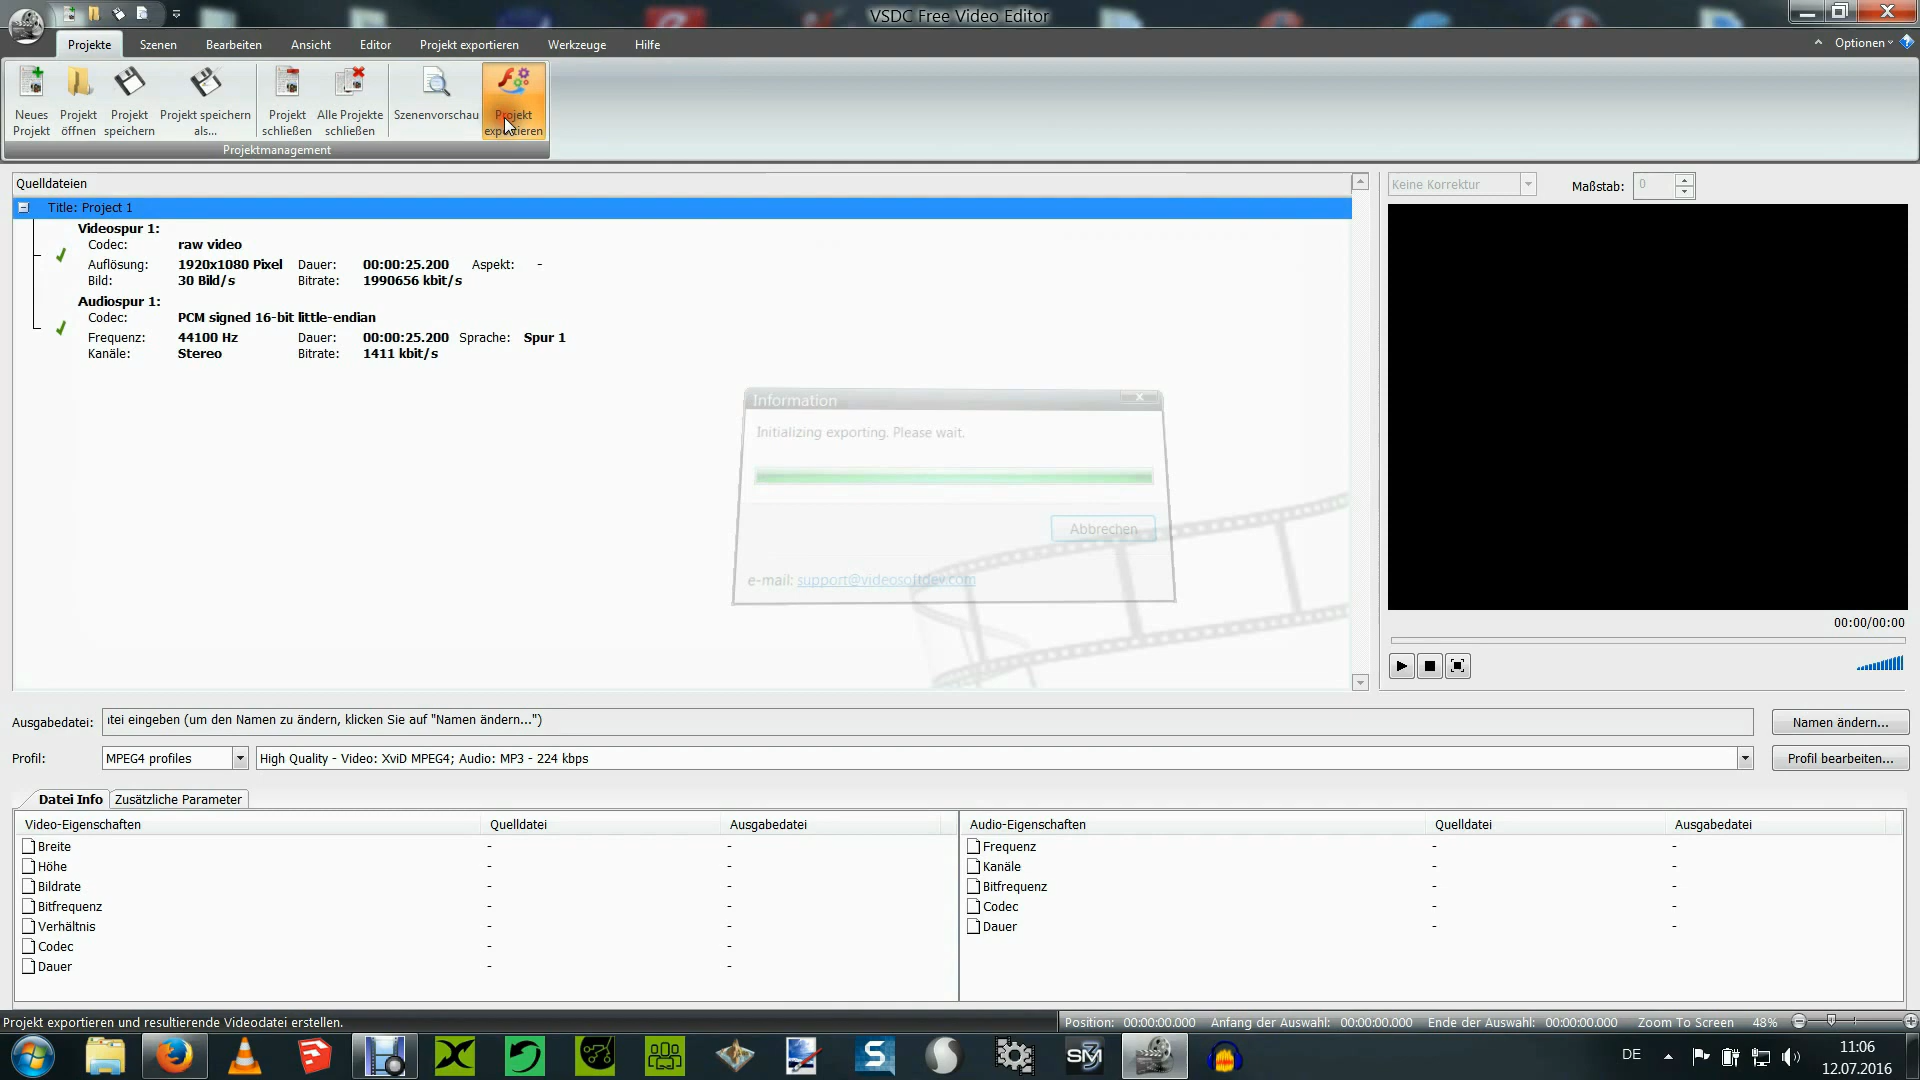 VSDC Free Video Editor
Projekte Szenen Bearbeiten Ansicht Editor Projekt exportieren Werkzeuge Hilfe Optionen
Neues Projekt
Projekt öffnen
Projekt speichern
Projekt speichern als...
Projekt schließen
Alle Projekte schließen
Szenenvorschau
Projekt exportieren
Projektmanagement
Quelldateien
Title: Project 1
Videospur 1:
Codec: raw video
Auflösung: 1920x1080 Pixel Dauer: 00:00:25.200 Aspekt: -
Bild: 30 Bild/s Bitrate: 1990656 kbit/s
Audiospur 1:
Codec: PCM signed 16-bit little-endian
Frequenz: 44100 Hz Dauer: 00:00:25.200 Sprache: Spur 1
Kanäle: Stereo Bitrate: 1411 kbit/s
Information
Initializing exporting. Please wait.
Abbrechen
e-mail: support@videosoftdev.com
Keine Korrektur Maßstab: 0
00:00/00:00
Ausgabedatei: tei eingeben (um den Namen zu ändern, klicken Sie auf "Namen ändern...") Namen ändern...
Profil: MPEG4 profiles High Quality - Video: XviD MPEG4; Audio: MP3 - 224 kbps Profil bearbeiten...
Datei Info Zusätzliche Parameter
Video-Eigenschaften Quelldatei Ausgabedatei
Breite - -
Höhe - -
Bildrate - -
Bitfrequenz - -
Verhältnis - -
Codec - -
Dauer - -
Audio-Eigenschaften Quelldatei Ausgabedatei
Frequenz - -
Kanäle - -
Bitfrequenz - -
Codec - -
Dauer - -
Projekt exportieren und resultierende Videodatei erstellen.
Position: 00:00:00.000 Anfang der Auswahl: 00:00:00.000 Ende der Auswahl: 00:00:00.000 Zoom To Screen 48%
DE
11:06
12.07.2016